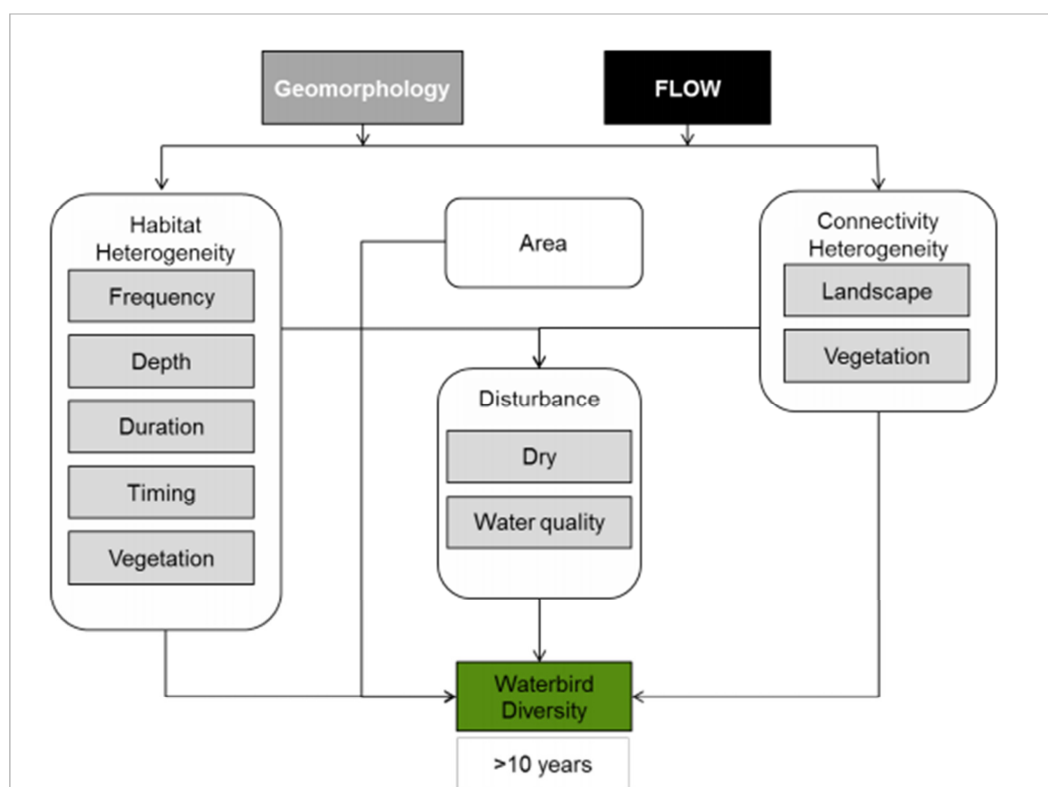 Geomorphology
FLOW
Habitat
Heterogeneity
Frequency
Depth
Duration
Timing
Vegetation
Area
Connectivity
Heterogeneity
Landscape
Vegetation
Disturbance
Dry
Water quality
Waterbird
Diversity
>10 years